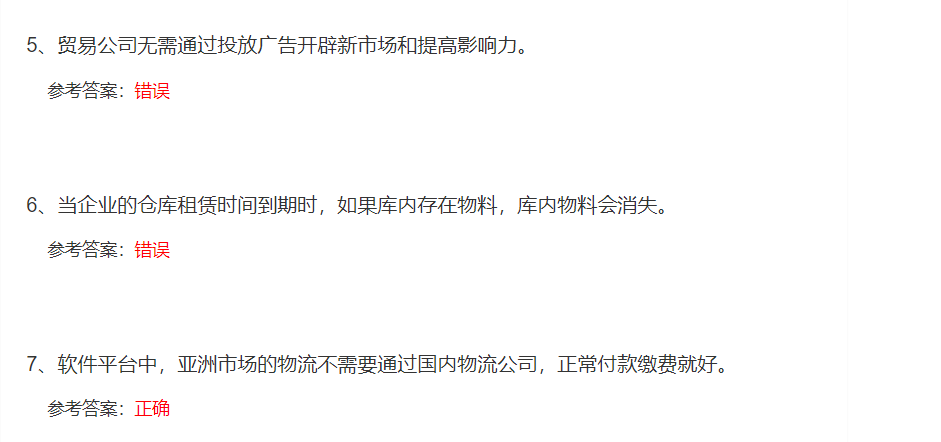 5、贸易公司无需通过投放广告开辟新市场和提高影响力。
参考答案：错误
6、当企业的仓库租赁时间到期时，如果库内存在物料，库内物料会消失。
参考答案：错误
7、软件平台中，亚洲市场的物流不需要通过国内物流公司，正常付款缴费就好。
参考答案：正确